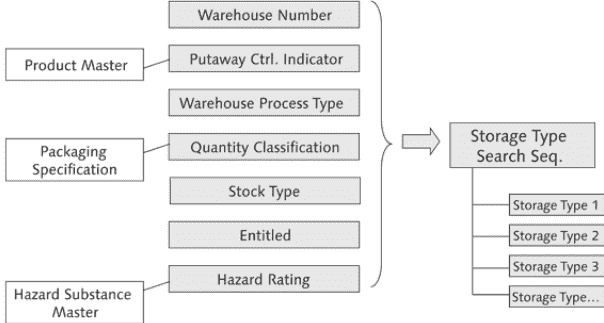 Warehouse Number
Product Master
Putaway Ctrl. Indicator
Warehouse Process Type
Packaging
Specification
Quantity Classification
Stock Type
Entitled
Hazard Substance
Master
Hazard Rating
Storage Type
Search Seq.
Storage Type 1
Storage Type 2
Storage Type 3
Storage Type...